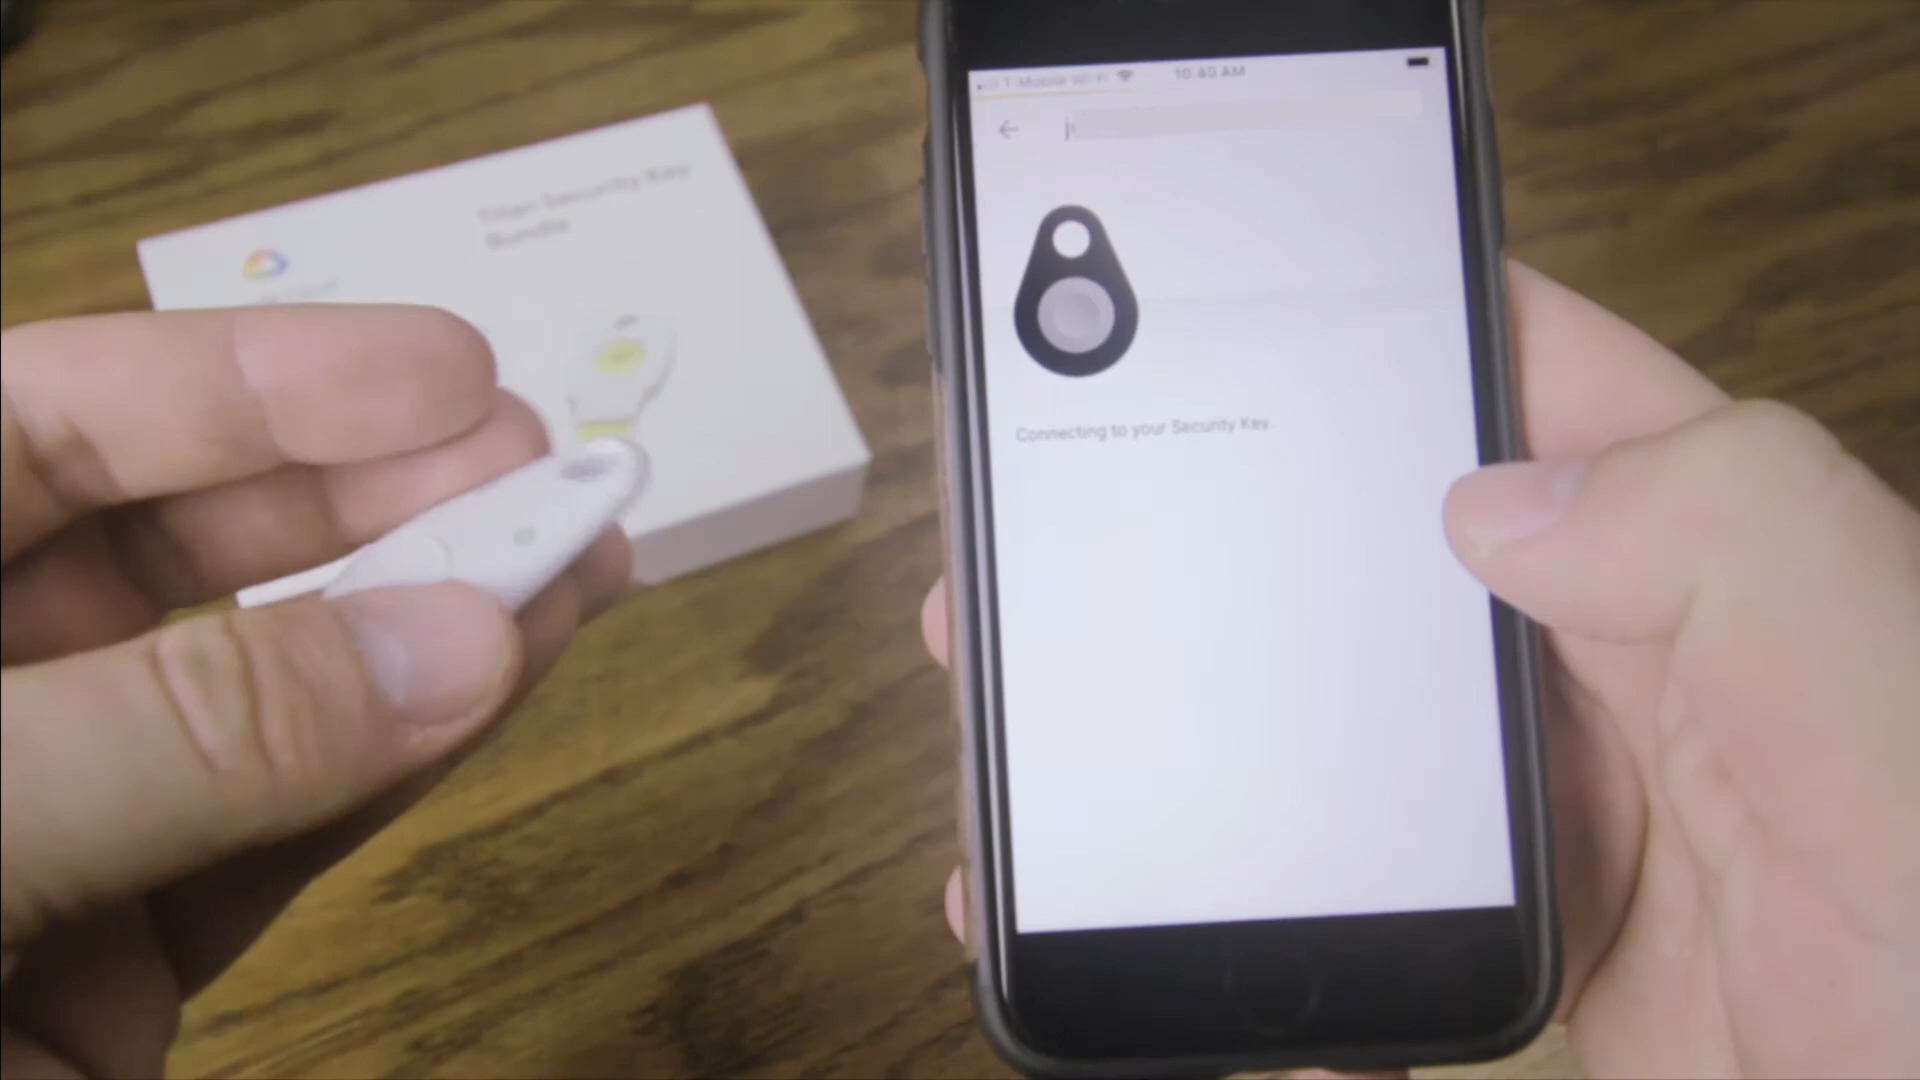 Titan Security Key
Bundle
T-Mobile Wi-Fi 10:40 AM
Connecting to your Security Key.